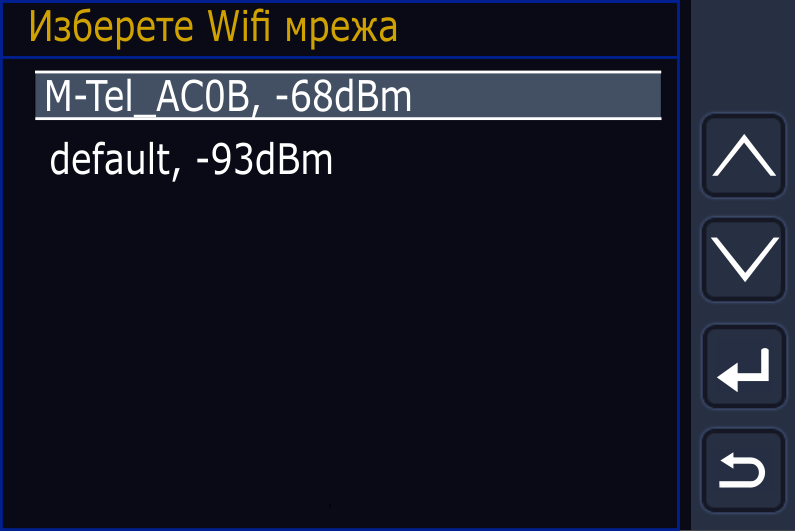 Изберете Wifi мрежа
M-Tel_AC0B, -68dBm
default, -93dBm